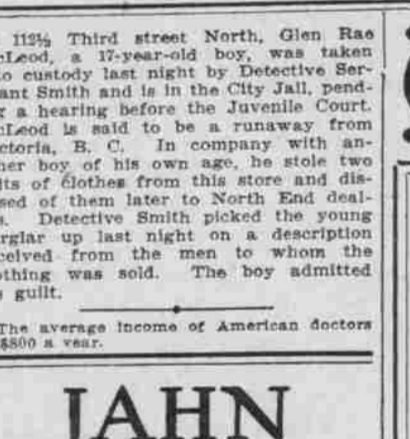 112½ Third street North, Glen Rae
cLeod, a 17-year-old boy, was taken
to custody last night by Detective Ser-
ant Smith and is in the City Jail, pend-
g a hearing before the Juvenile Court.
cLeod is said to be a runaway from
ctoria, B. C. In company with an-
her boy of his own age, he stole two
its of clothes from this store and dis-
sed of them later to North End deal-
s. Detective Smith picked the young
rglar up last night on a description
ceived from the men to whom the
othing was sold. The boy admitted
s guilt.
The average income of American doctors
$800 a year.
JAHN